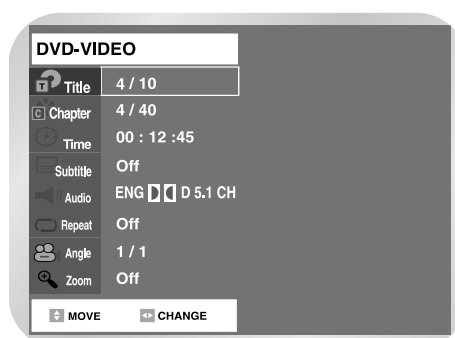 DVD-VIDEO
T Title 4 / 10
C Chapter 4 / 40
Time 00 : 12 :45
Subtitle Off
Audio ENG D 5.1 CH
Repeat Off
Angle 1 / 1
Zoom Off
MOVE CHANGE